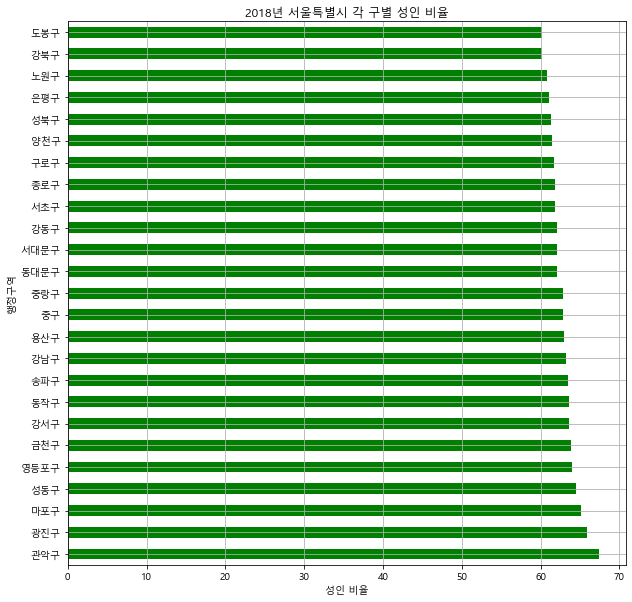 2018년 서울특별시 각 구별 성인 비율
도봉구
강북구
노원구
은평구
성북구
양천구
구로구
종로구
서초구
강동구
서대문구
동대문구
중랑구
중구
용산구
강남구
송파구
동작구
강서구
금천구
영등포구
성동구
마포구
광진구
관악구
행정구역
0 10 20 30 40 50 60 70
성인 비율